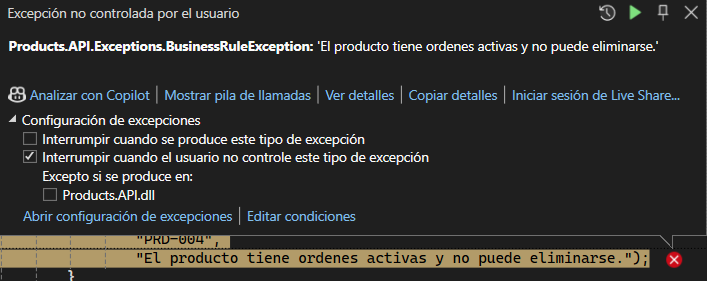 Excepción no controlada por el usuario
Products.API.Exceptions.BusinessRuleException: 'El producto tiene ordenes activas y no puede eliminarse.'
Analizar con Copilot | Mostrar pila de llamadas | Ver detalles | Copiar detalles | Iniciar sesión de Live Share...
Configuración de excepciones
Interrumpir cuando se produce este tipo de excepción
Interrumpir cuando el usuario no controle este tipo de excepción
Excepto si se produce en:
Products.API.dll
Abrir configuración de excepciones | Editar condiciones
"PRD-004",
"El producto tiene ordenes activas y no puede eliminarse.");
}